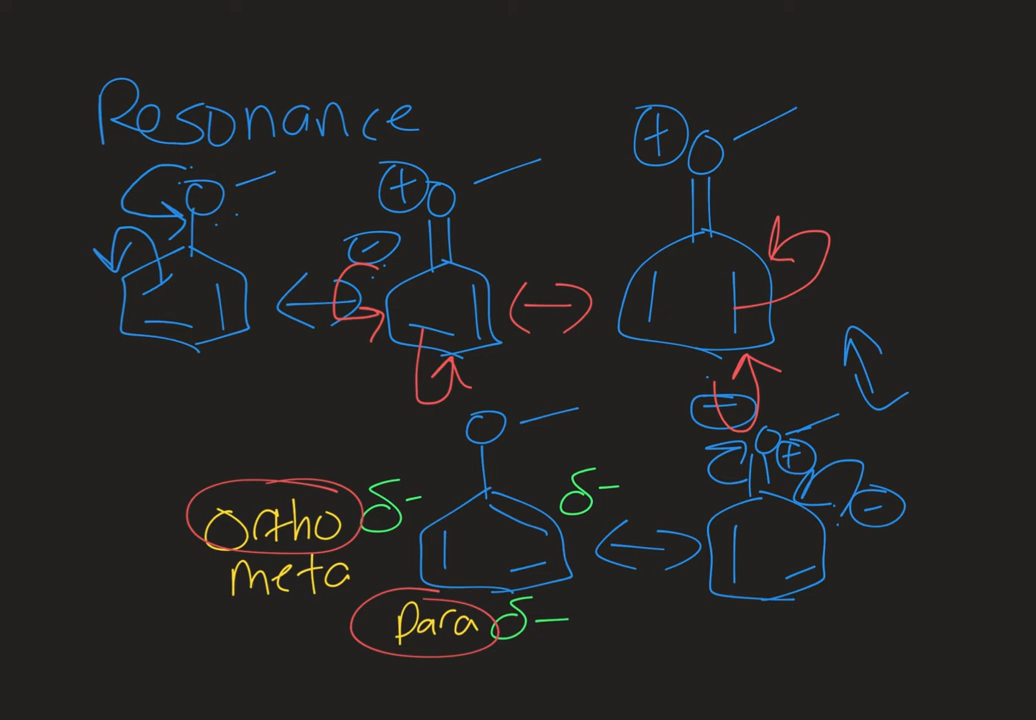 Resonance
O
+ O
-
+ O
-
O
O +
-
Ortho δ- δ-
meta
para δ-